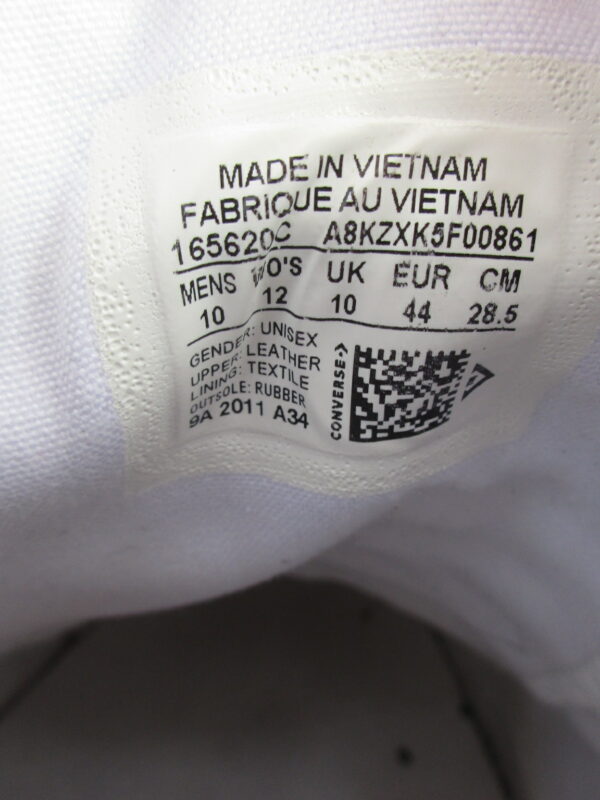 MADE IN VIETNAM
FABRIQUE AU VIETNAM
165620C A8KZXK5F00861
MENS WO'S UK EUR CM
10 12 10 44 28.5
GENDER: UNISEX
UPPER: LEATHER
LINING: TEXTILE
OUTSOLE: RUBBER
9A 2011 A34
CONVERSE